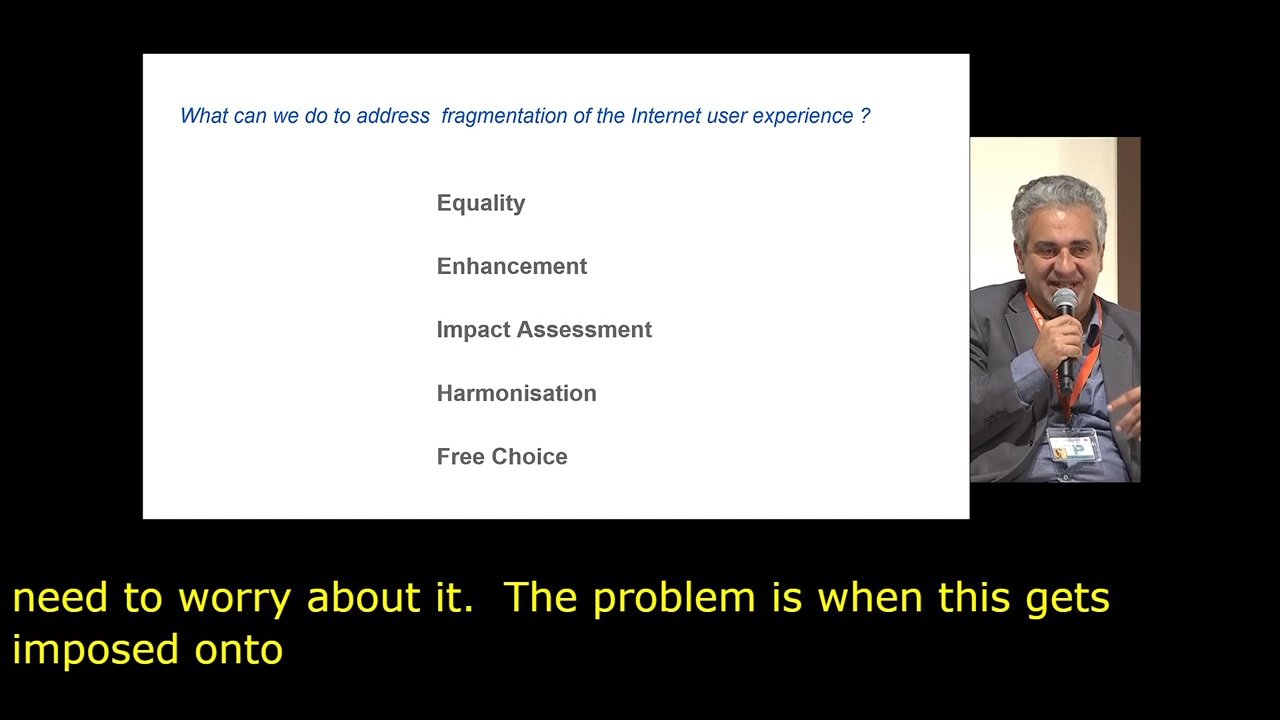 What can we do to address  fragmentation of the Internet user experience ?
Equality
Enhancement
Impact Assessment
Harmonisation
Free Choice
need to worry about it.  The problem is when this gets
imposed onto